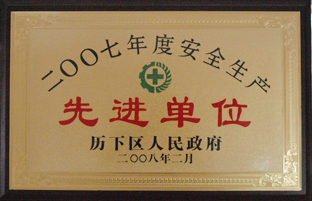 二〇〇七年度安全生产
先进单位
历下区人民政府
二〇〇八年二月